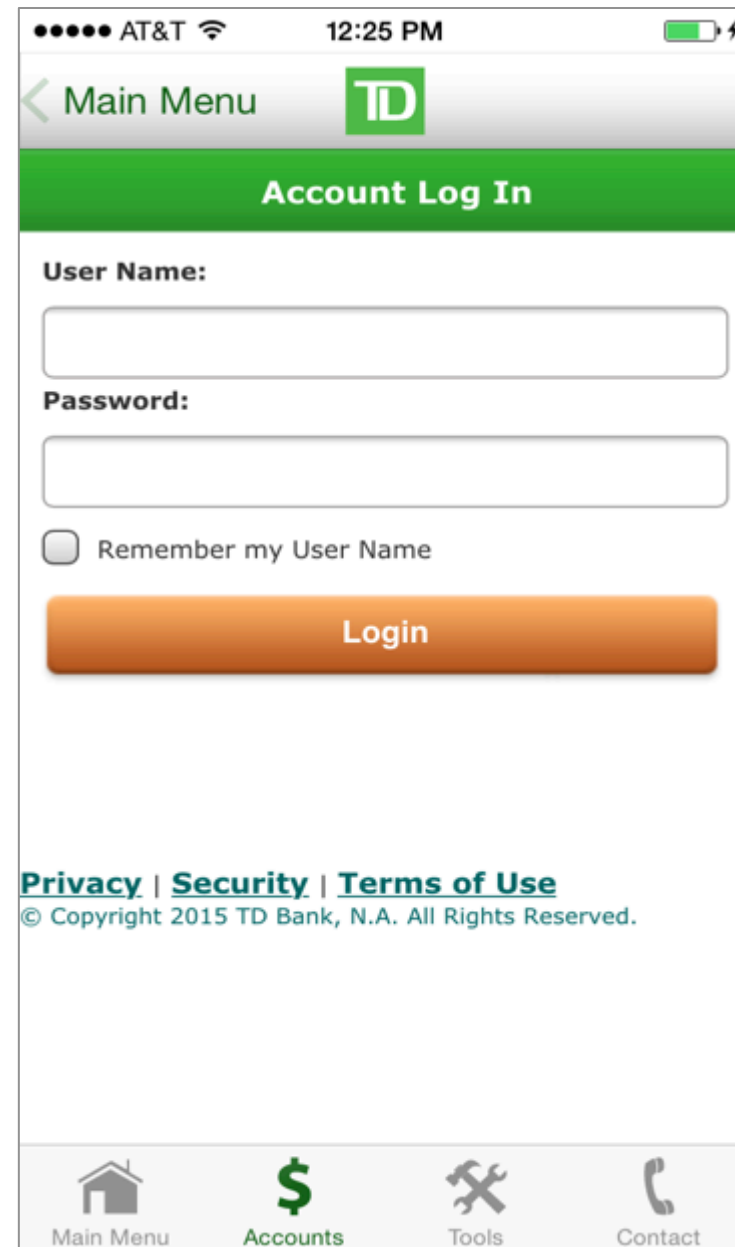 AT&T 12:25 PM
Main Menu TD
Account Log In
User Name:
Password:
Remember my User Name
Login
Privacy | Security | Terms of Use
© Copyright 2015 TD Bank, N.A. All Rights Reserved.
$
Main Menu Accounts Tools Contact